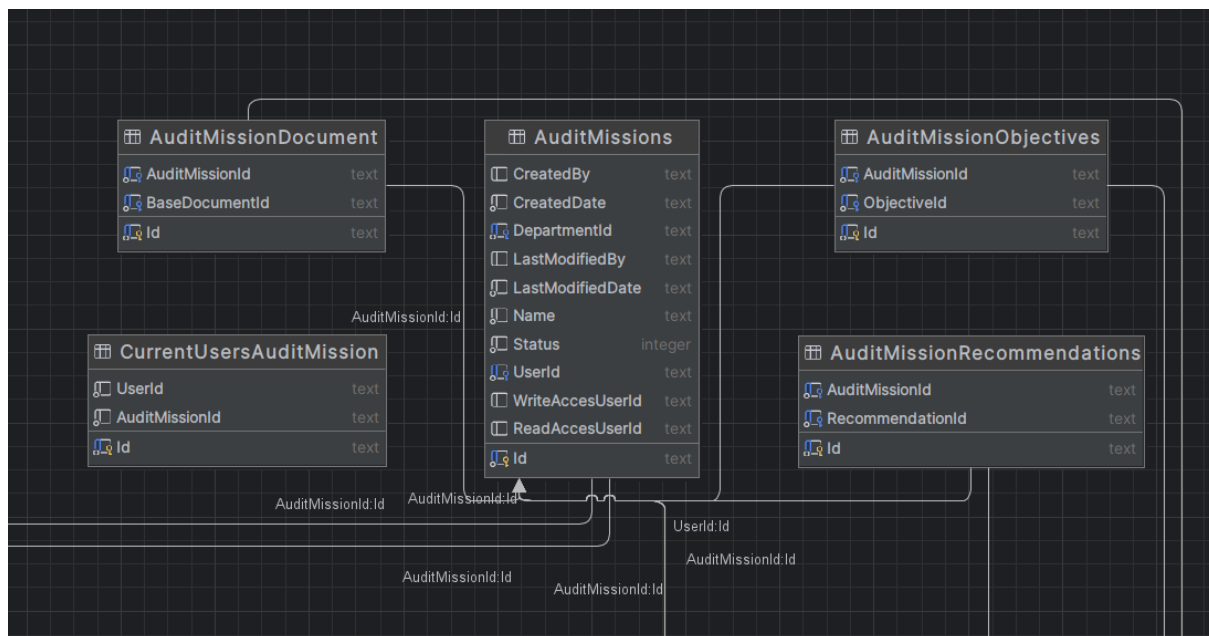 AuditMissionDocument
AuditMissionId text
BaseDocumentId text
Id text
AuditMissions
CreatedBy text
CreatedDate text
DepartmentId text
LastModifiedBy text
LastModifiedDate text
Name text
Status integer
UserId text
WriteAccesUserId text
ReadAccesUserId text
Id text
AuditMissionObjectives
AuditMissionId text
ObjectiveId text
Id text
AuditMissionId:Id
CurrentUsersAuditMission
UserId text
AuditMissionId text
Id text
AuditMissionRecommendations
AuditMissionId text
RecommendationId text
Id text
AuditMissionId:Id
AuditMissionId:Id
UserId:Id
AuditMissionId:Id
AuditMissionId:Id
AuditMissionId:Id